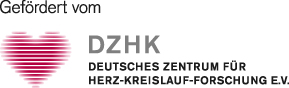 Gefördert vom
DZHK
DEUTSCHES ZENTRUM FÜR
HERZ-KREISLAUF-FORSCHUNG E.V.